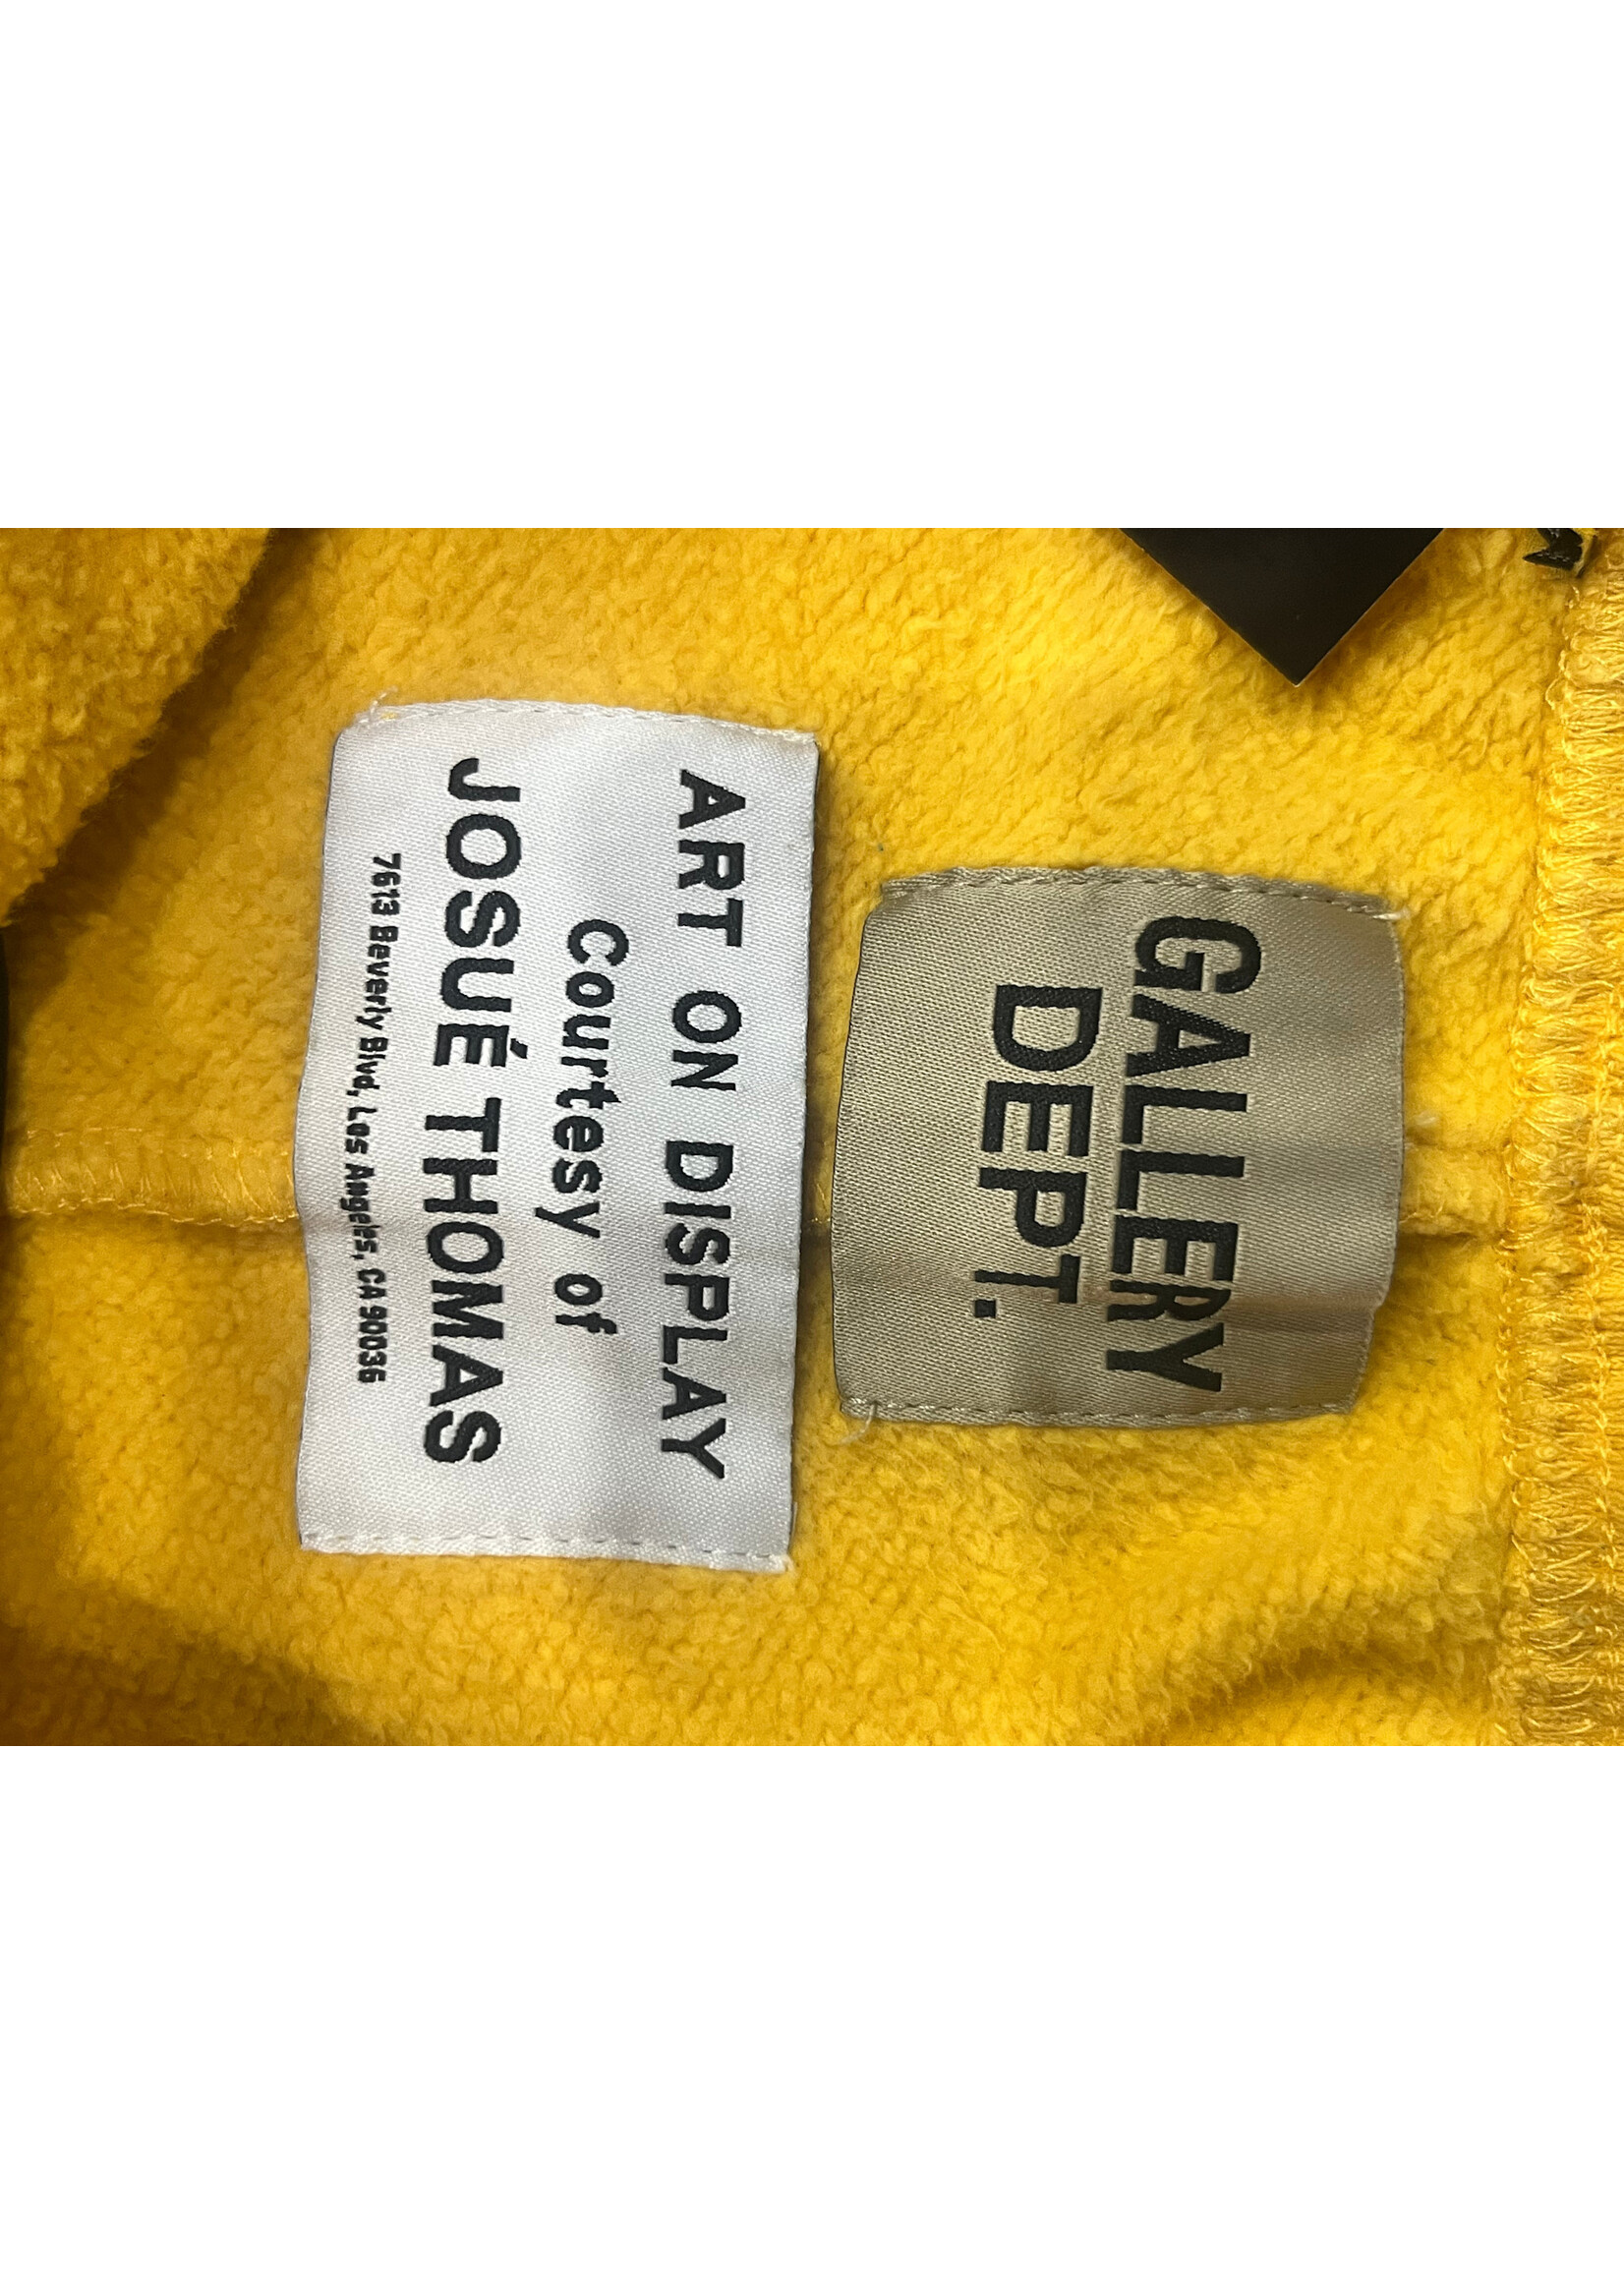 GALLERY
DEPT.
ART ON DISPLAY
Courtesy of
JOSUÉ THOMAS
7613 Beverly Blvd, Los Angeles, CA 90036